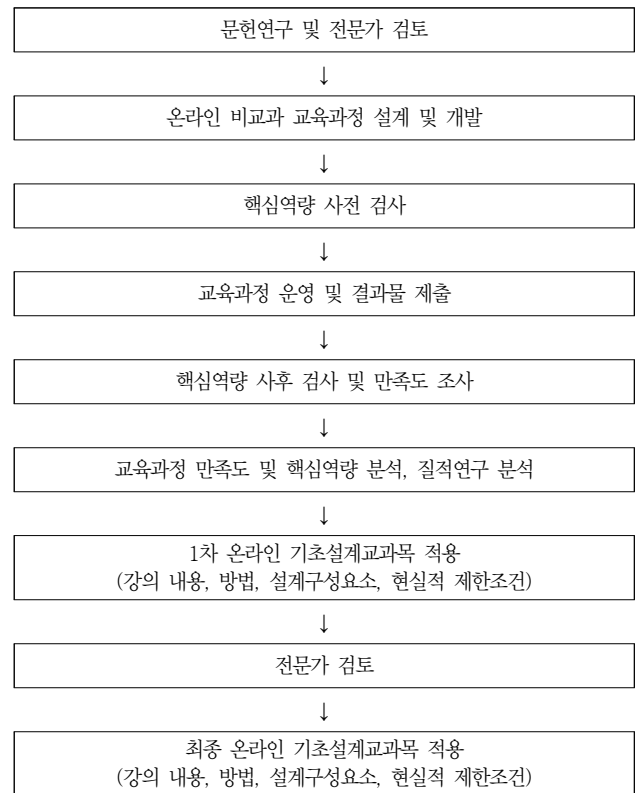 문헌연구 및 전문가 검토
↓
온라인 비교과 교육과정 설계 및 개발
↓
핵심역량 사전 검사
↓
교육과정 운영 및 결과물 제출
↓
핵심역량 사후 검사 및 만족도 조사
↓
교육과정 만족도 및 핵심역량 분석, 질적연구 분석
↓
1차 온라인 기초설계교과목 적용
(강의 내용, 방법, 설계구성요소, 현실적 제한조건)
↓
전문가 검토
↓
최종 온라인 기초설계교과목 적용
(강의 내용, 방법, 설계구성요소, 현실적 제한조건)